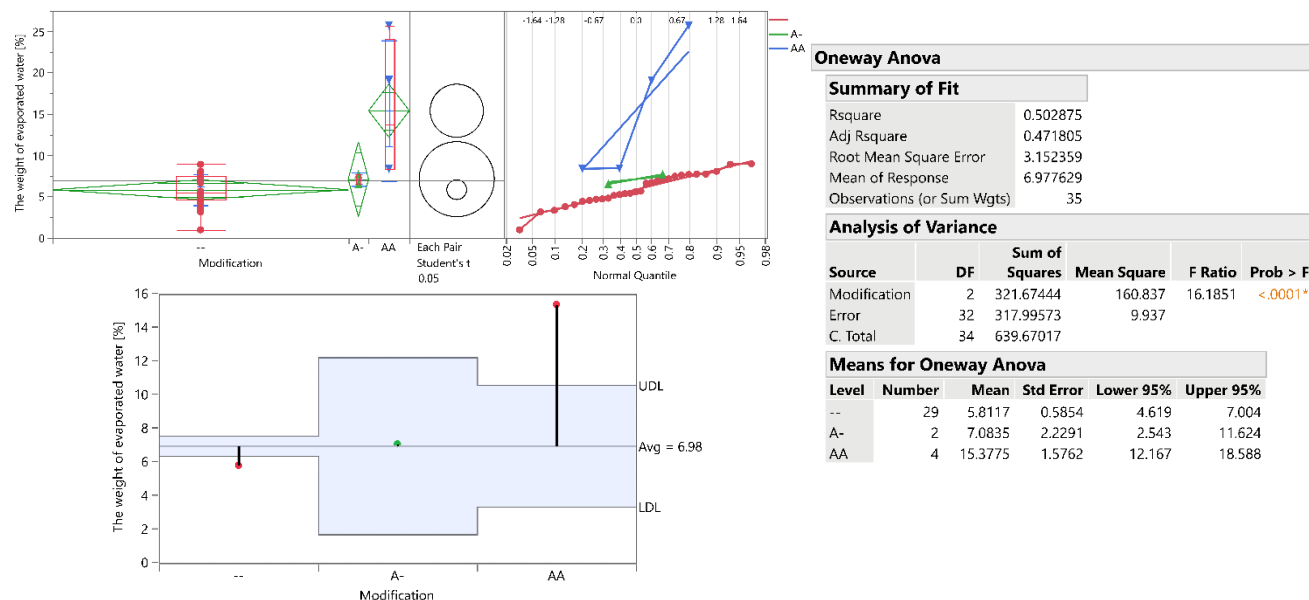 The weight of evaporated water [%]
25
20
15
10
5
0
-- A- AA
Modification
Each Pair
Student's t
0.05
-1.64 -1.28 -0.67 0.0 0.67 1.28 1.64
0.02 0.05 0.1 0.2 0.3 0.4 0.5 0.6 0.7 0.8 0.9 0.95 0.98
Normal Quantile
A-
AA
The weight of evaporated water [%]
16
14
12
10
8
6
4
2
0
UDL
Avg = 6.98
LDL
-- A- AA
Modification
Oneway Anova
Summary of Fit
Rsquare 0.502875
Adj Rsquare 0.471805
Root Mean Square Error 3.152359
Mean of Response 6.977629
Observations (or Sum Wgts) 35
Analysis of Variance
Source DF Sum of Squares Mean Square F Ratio Prob > F
Modification 2 321.67444 160.837 16.1851 <.0001*
Error 32 317.99573 9.937
C. Total 34 639.67017
Means for Oneway Anova
Level Number Mean Std Error Lower 95% Upper 95%
-- 29 5.8117 0.5854 4.619 7.004
A- 2 7.0835 2.2291 2.543 11.624
AA 4 15.3775 1.5762 12.167 18.588